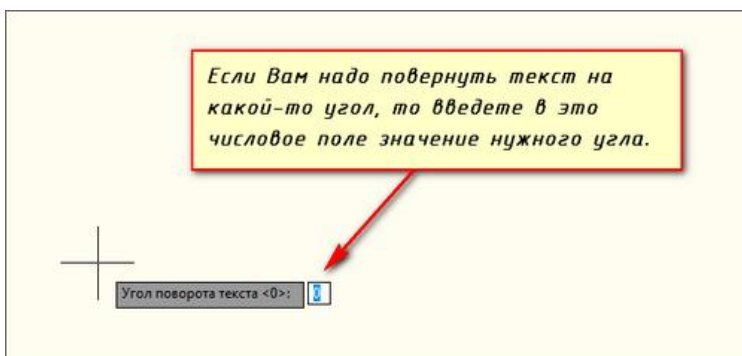 Если Вам надо повернуть текст на
какой-то угол, то введете в это
числовое поле значение нужного угла.
Угол поворота текста <0>: 0